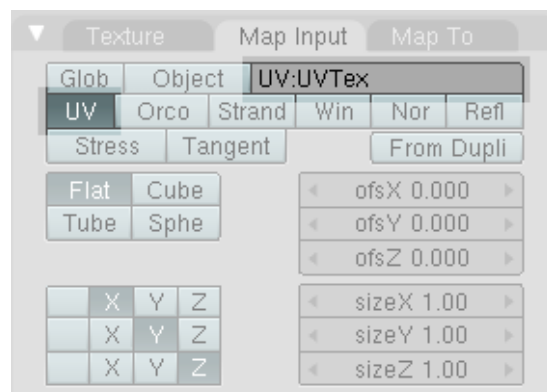 Texture Map Input Map To
Glob Object UV:UVTex
UV Orco Strand Win Nor Refl
Stress Tangent From Dupli
Flat Cube ofsX 0.000
Tube Sphe ofsY 0.000
ofsZ 0.000
X Y Z sizeX 1.00
X Y Z sizeY 1.00
X Y Z sizeZ 1.00